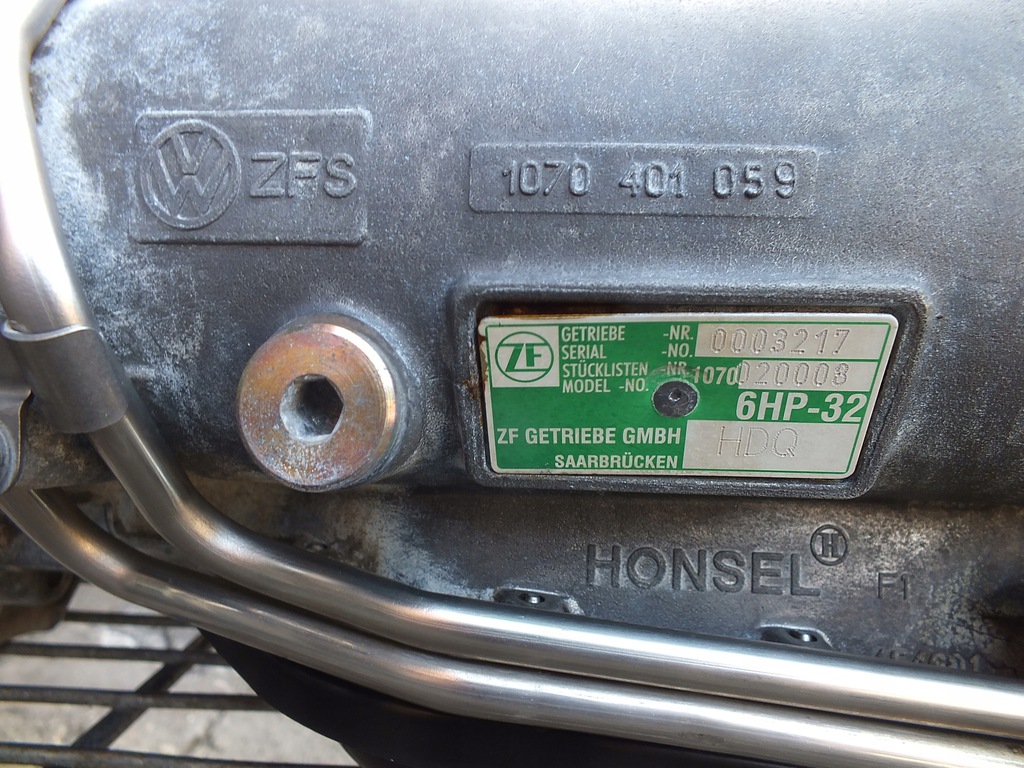 VW ZFS
1070 401 059
ZF
GETRIEBE -NR. 0003217
SERIAL -NO.
STÜCKLISTEN -NR. 1070 020008
MODEL -NO.
6HP-32
ZF GETRIEBE GMBH HDQ
SAARBRÜCKEN
HONSEL H
F1